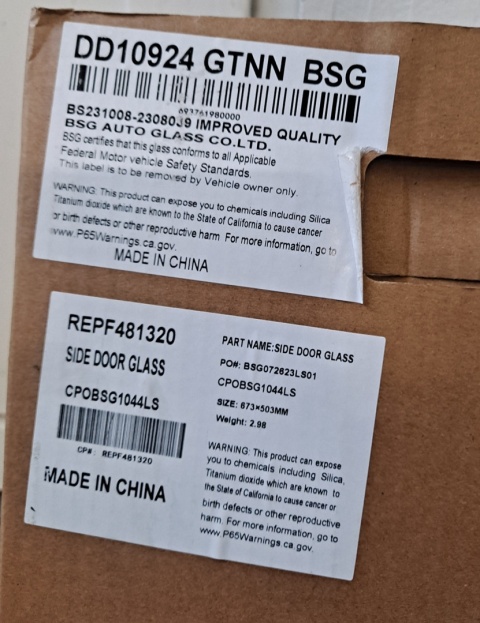 DD10924 GTNN BSG
693761980000
BS231008-2308039 IMPROVED QUALITY
BSG AUTO GLASS CO.LTD.
BSG certifies that this glass conforms to all Applicable
Federal Motor vehicle Safety Standards.
This label is to be removed by Vehicle owner only.
WARNING: This product can expose you to chemicals including Silica
Titanium dioxide which are known to the State of California to cause cancer
or birth defects or other reproductive harm. For more information, go to
www.P65Warnings.ca.gov.
MADE IN CHINA
REPF481320
SIDE DOOR GLASS
CPOBSG1044LS
CP#: REPF481320
MADE IN CHINA
PART NAME:SIDE DOOR GLASS
PO#: BSG072623LS01
CPOBSG1044LS
SIZE: 673×503MM
Weight: 2.98
WARNING: This product can expose
you to chemicals including Silica,
Titanium dioxide which are known to
the State of California to cause cancer or
birth defects or other reproductive
harm. For more information, go to
www.P65Warnings.ca.gov.